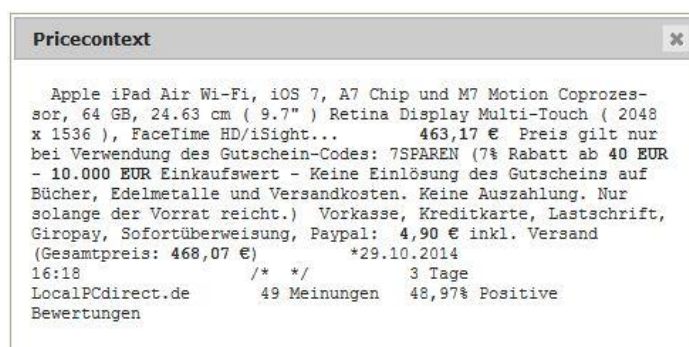 Pricecontext
Apple iPad Air Wi-Fi, iOS 7, A7 Chip und M7 Motion Coprozes-
sor, 64 GB, 24.63 cm ( 9.7" ) Retina Display Multi-Touch ( 2048
x 1536 ), FaceTime HD/iSight... 463,17 € Preis gilt nur
bei Verwendung des Gutschein-Codes: 7SPAREN (7% Rabatt ab 40 EUR
- 10.000 EUR Einkaufswert - Keine Einlösung des Gutscheins auf
Bücher, Edelmetalle und Versandkosten. Keine Auszahlung. Nur
solange der Vorrat reicht.) Vorkasse, Kreditkarte, Lastschrift,
Giropay, Sofortüberweisung, Paypal: 4,90 € inkl. Versand
(Gesamtpreis: 468,07 €) *29.10.2014
16:18 /* */ 3 Tage
LocalPCdirect.de 49 Meinungen 48,97% Positive
Bewertungen